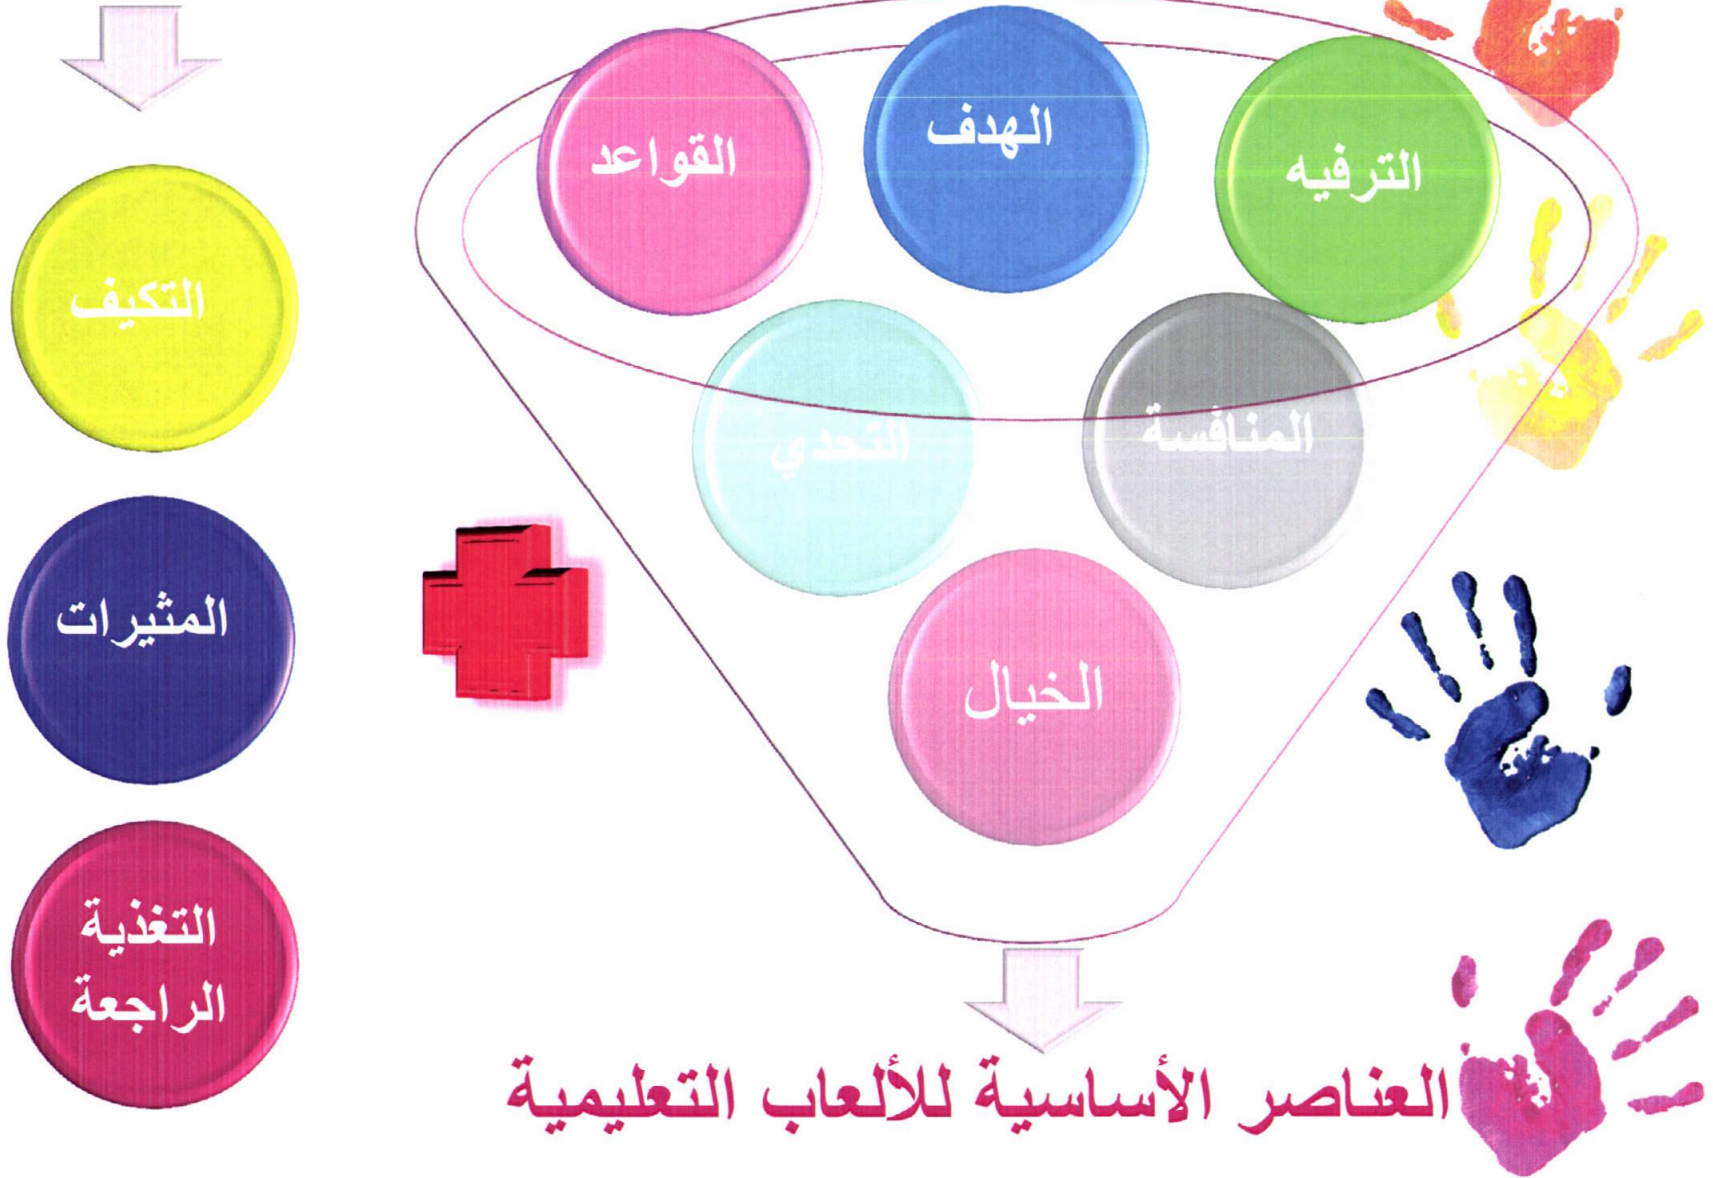 الترفيه
الهدف
القواعد
المنافسة
التحدي
الخيال
العناصر الأساسية للألعاب التعليمية
التكيف
المثيرات
التغذية
الراجعة